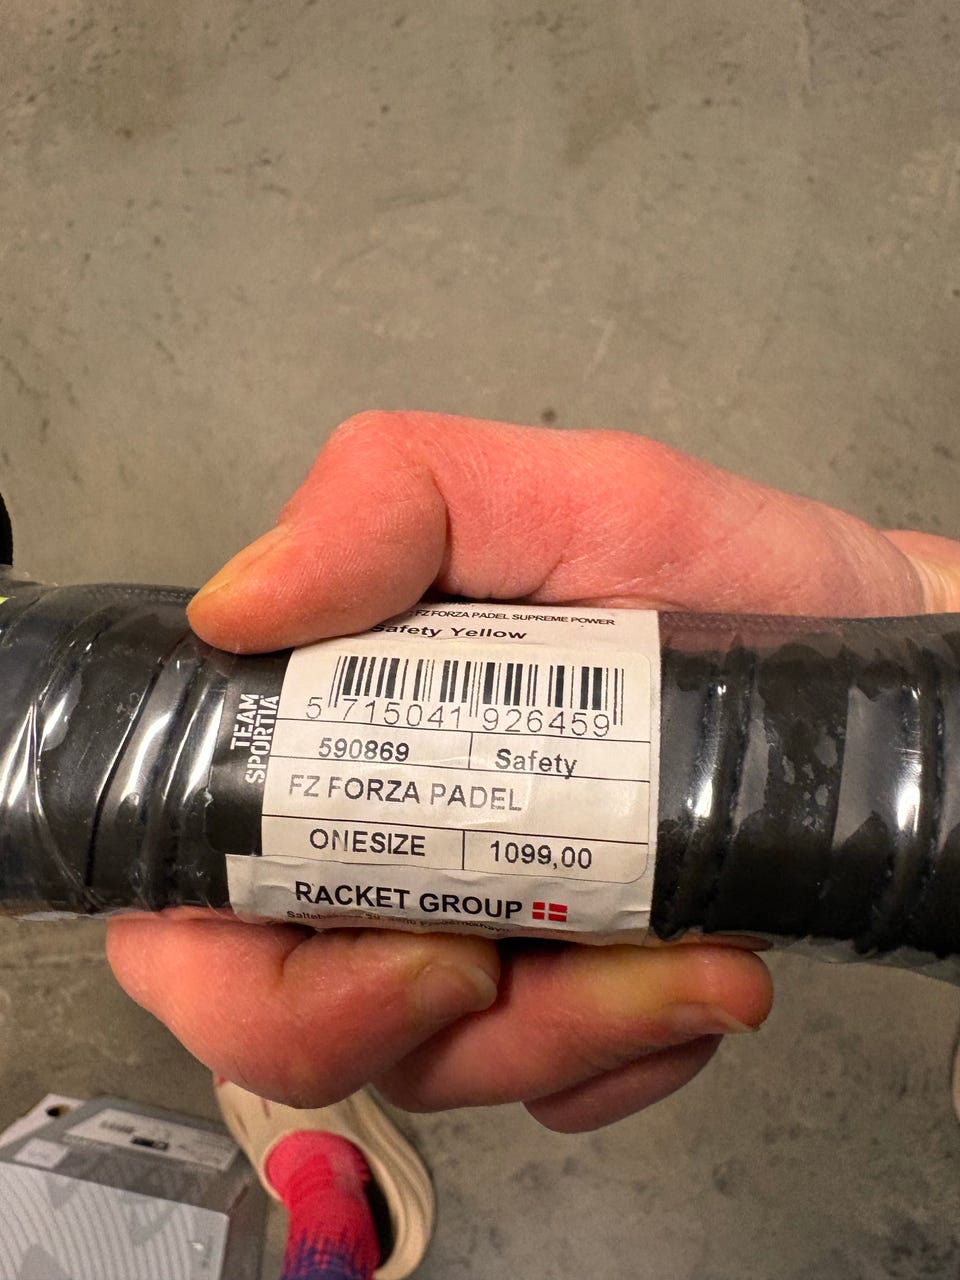 FZ FORZA PADEL SUPREME POWER
Safety Yellow
5 715041 926459
TEAM
SPORTIA
590869 Safety
FZ FORZA PADEL
ONESIZE 1099,00
RACKET GROUP